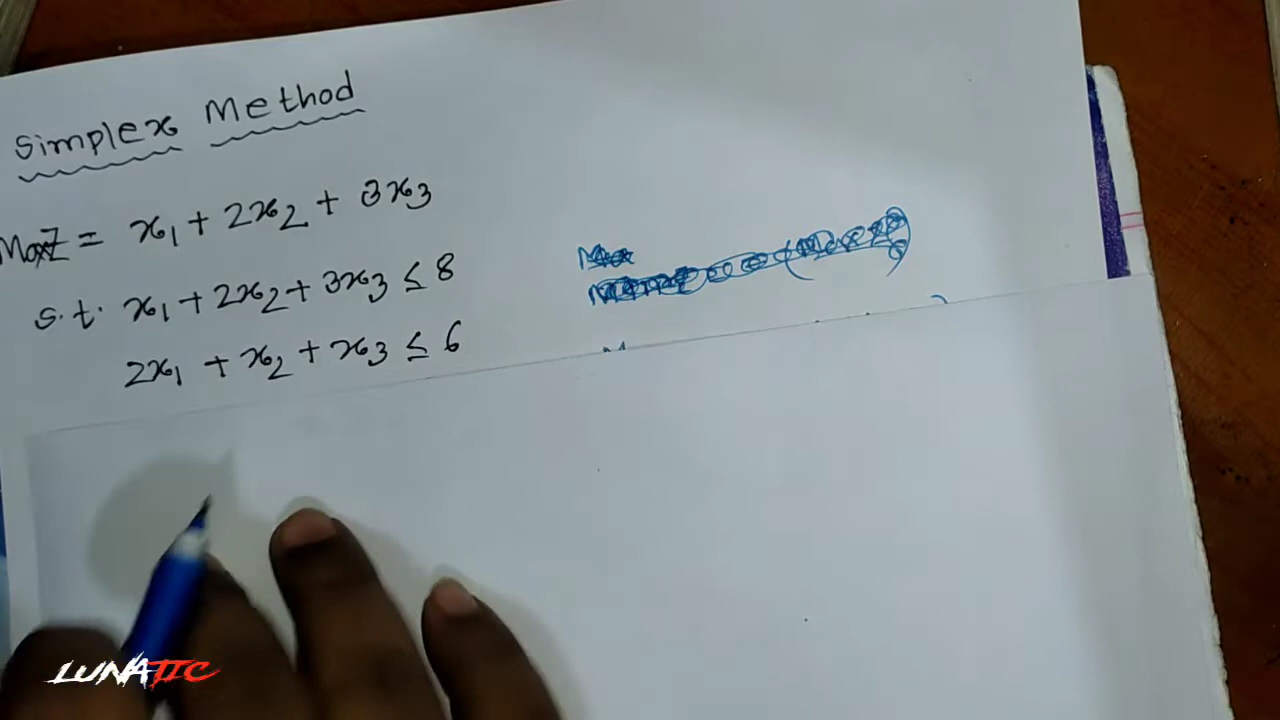 Simplex Method
Max Z = x₁ + 2x₂ + 3x₃
s.t. x₁ + 2x₂ + 3x₃ ≤ 8
2x₁ + x₂ + x₃ ≤ 6
LUNATIC